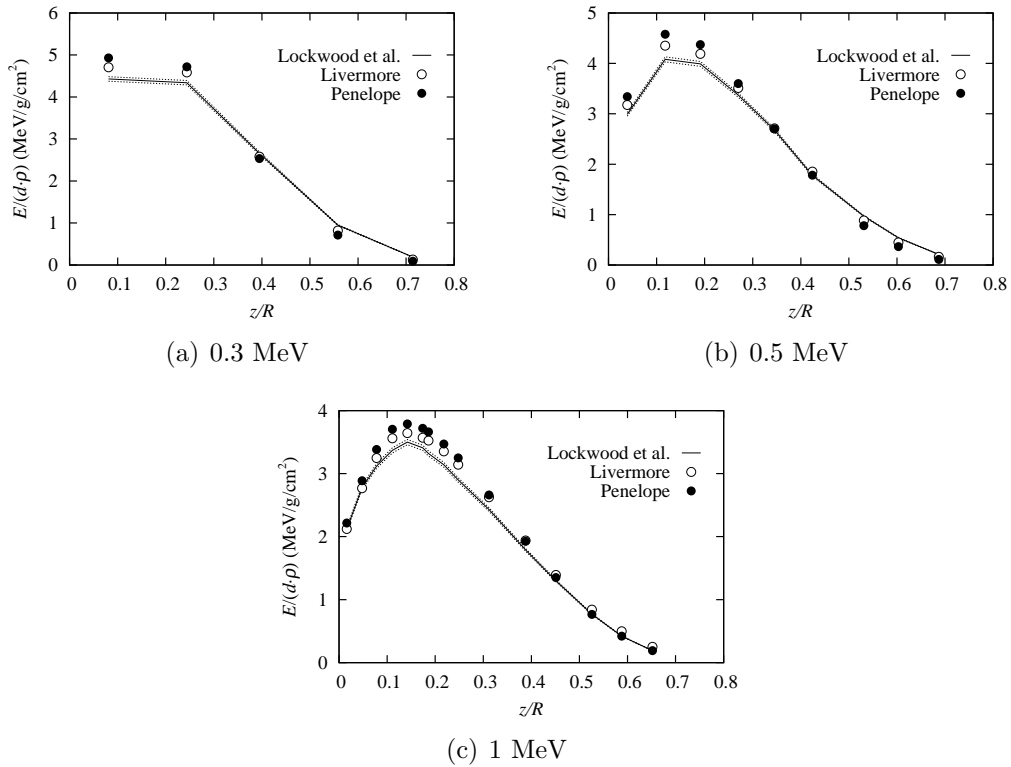 E/(d·ρ) (MeV/g/cm²)
6
5
4
3
2
1
0
0 0.1 0.2 0.3 0.4 0.5 0.6 0.7 0.8
z/R
Lockwood et al.
Livermore
Penelope
(a) 0.3 MeV
E/(d·ρ) (MeV/g/cm²)
5
4
3
2
1
0
0 0.1 0.2 0.3 0.4 0.5 0.6 0.7 0.8
z/R
Lockwood et al.
Livermore
Penelope
(b) 0.5 MeV
E/(d·ρ) (MeV/g/cm²)
4
3
2
1
0
0 0.1 0.2 0.3 0.4 0.5 0.6 0.7 0.8
z/R
Lockwood et al.
Livermore
Penelope
(c) 1 MeV